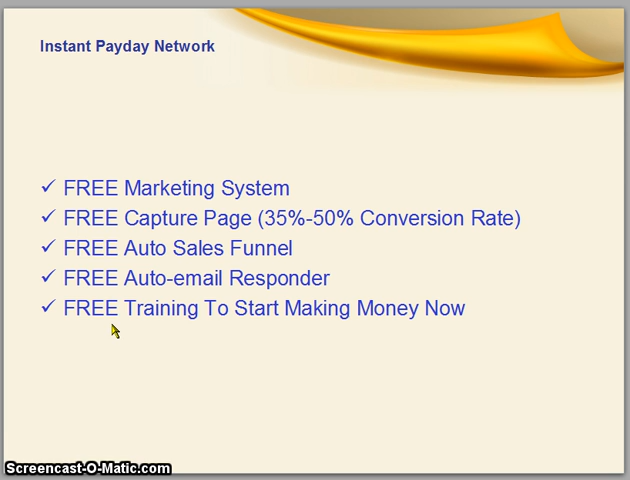 Instant Payday Network
FREE Marketing System
FREE Capture Page (35%-50% Conversion Rate)
FREE Auto Sales Funnel
FREE Auto-email Responder
FREE Training To Start Making Money Now
Screencast-O-Matic.com